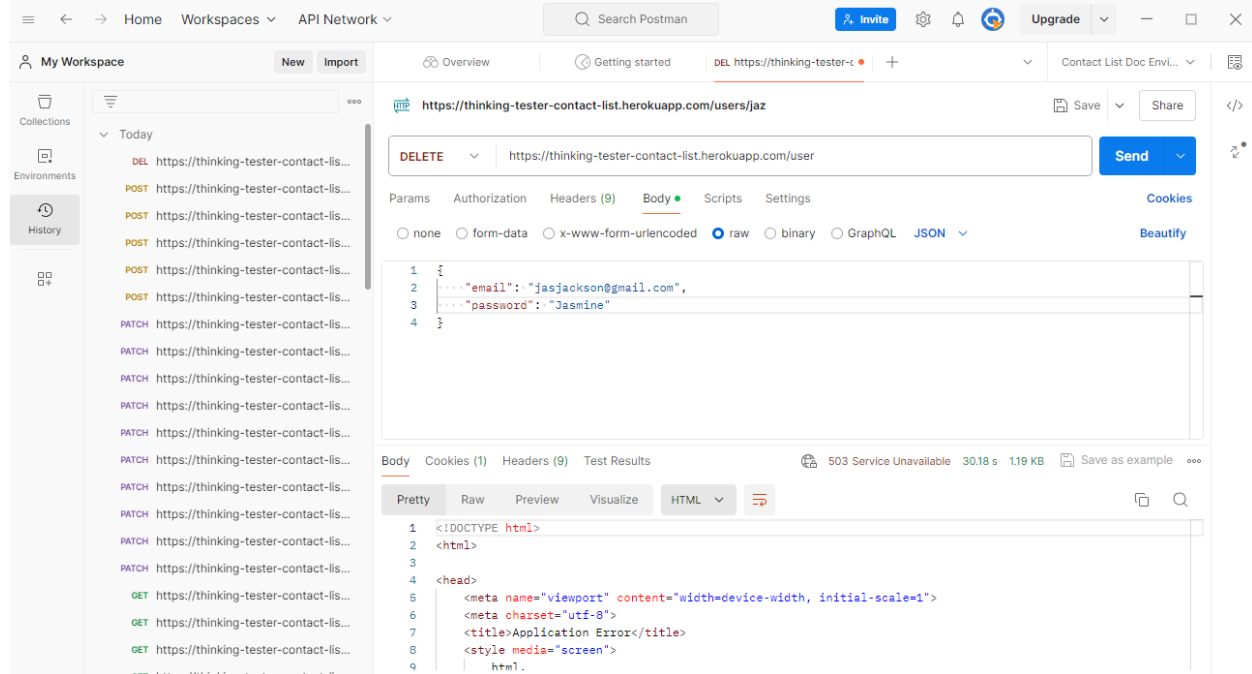 Home Workspaces API Network Search Postman Invite Upgrade
My Workspace New Import Overview Getting started DEL https://thinking-tester-c Contact List Doc Envi...
Collections
Environments
History
Today
DEL https://thinking-tester-contact-lis...
POST https://thinking-tester-contact-lis...
POST https://thinking-tester-contact-lis...
POST https://thinking-tester-contact-lis...
POST https://thinking-tester-contact-lis...
POST https://thinking-tester-contact-lis...
PATCH https://thinking-tester-contact-lis...
PATCH https://thinking-tester-contact-lis...
PATCH https://thinking-tester-contact-lis...
PATCH https://thinking-tester-contact-lis...
PATCH https://thinking-tester-contact-lis...
PATCH https://thinking-tester-contact-lis...
PATCH https://thinking-tester-contact-lis...
PATCH https://thinking-tester-contact-lis...
PATCH https://thinking-tester-contact-lis...
PATCH https://thinking-tester-contact-lis...
GET https://thinking-tester-contact-lis...
GET https://thinking-tester-contact-lis...
GET https://thinking-tester-contact-lis...
HTTP https://thinking-tester-contact-list.herokuapp.com/users/jaz Save Share
DELETE https://thinking-tester-contact-list.herokuapp.com/user Send
Params Authorization Headers (9) Body Scripts Settings Cookies
none form-data x-www-form-urlencoded raw binary GraphQL JSON Beautify
1 {
2 "email": "jasjackson@gmail.com",
3 "password": "Jasmine"
4 }
Body Cookies (1) Headers (9) Test Results 503 Service Unavailable 30.18 s 1.19 KB Save as example
Pretty Raw Preview Visualize HTML
1 <!DOCTYPE html>
2 <html>
3
4 <head>
5 <meta name="viewport" content="width=device-width, initial-scale=1">
6 <meta charset="utf-8">
7 <title>Application Error</title>
8 <style media="screen">
9 html,